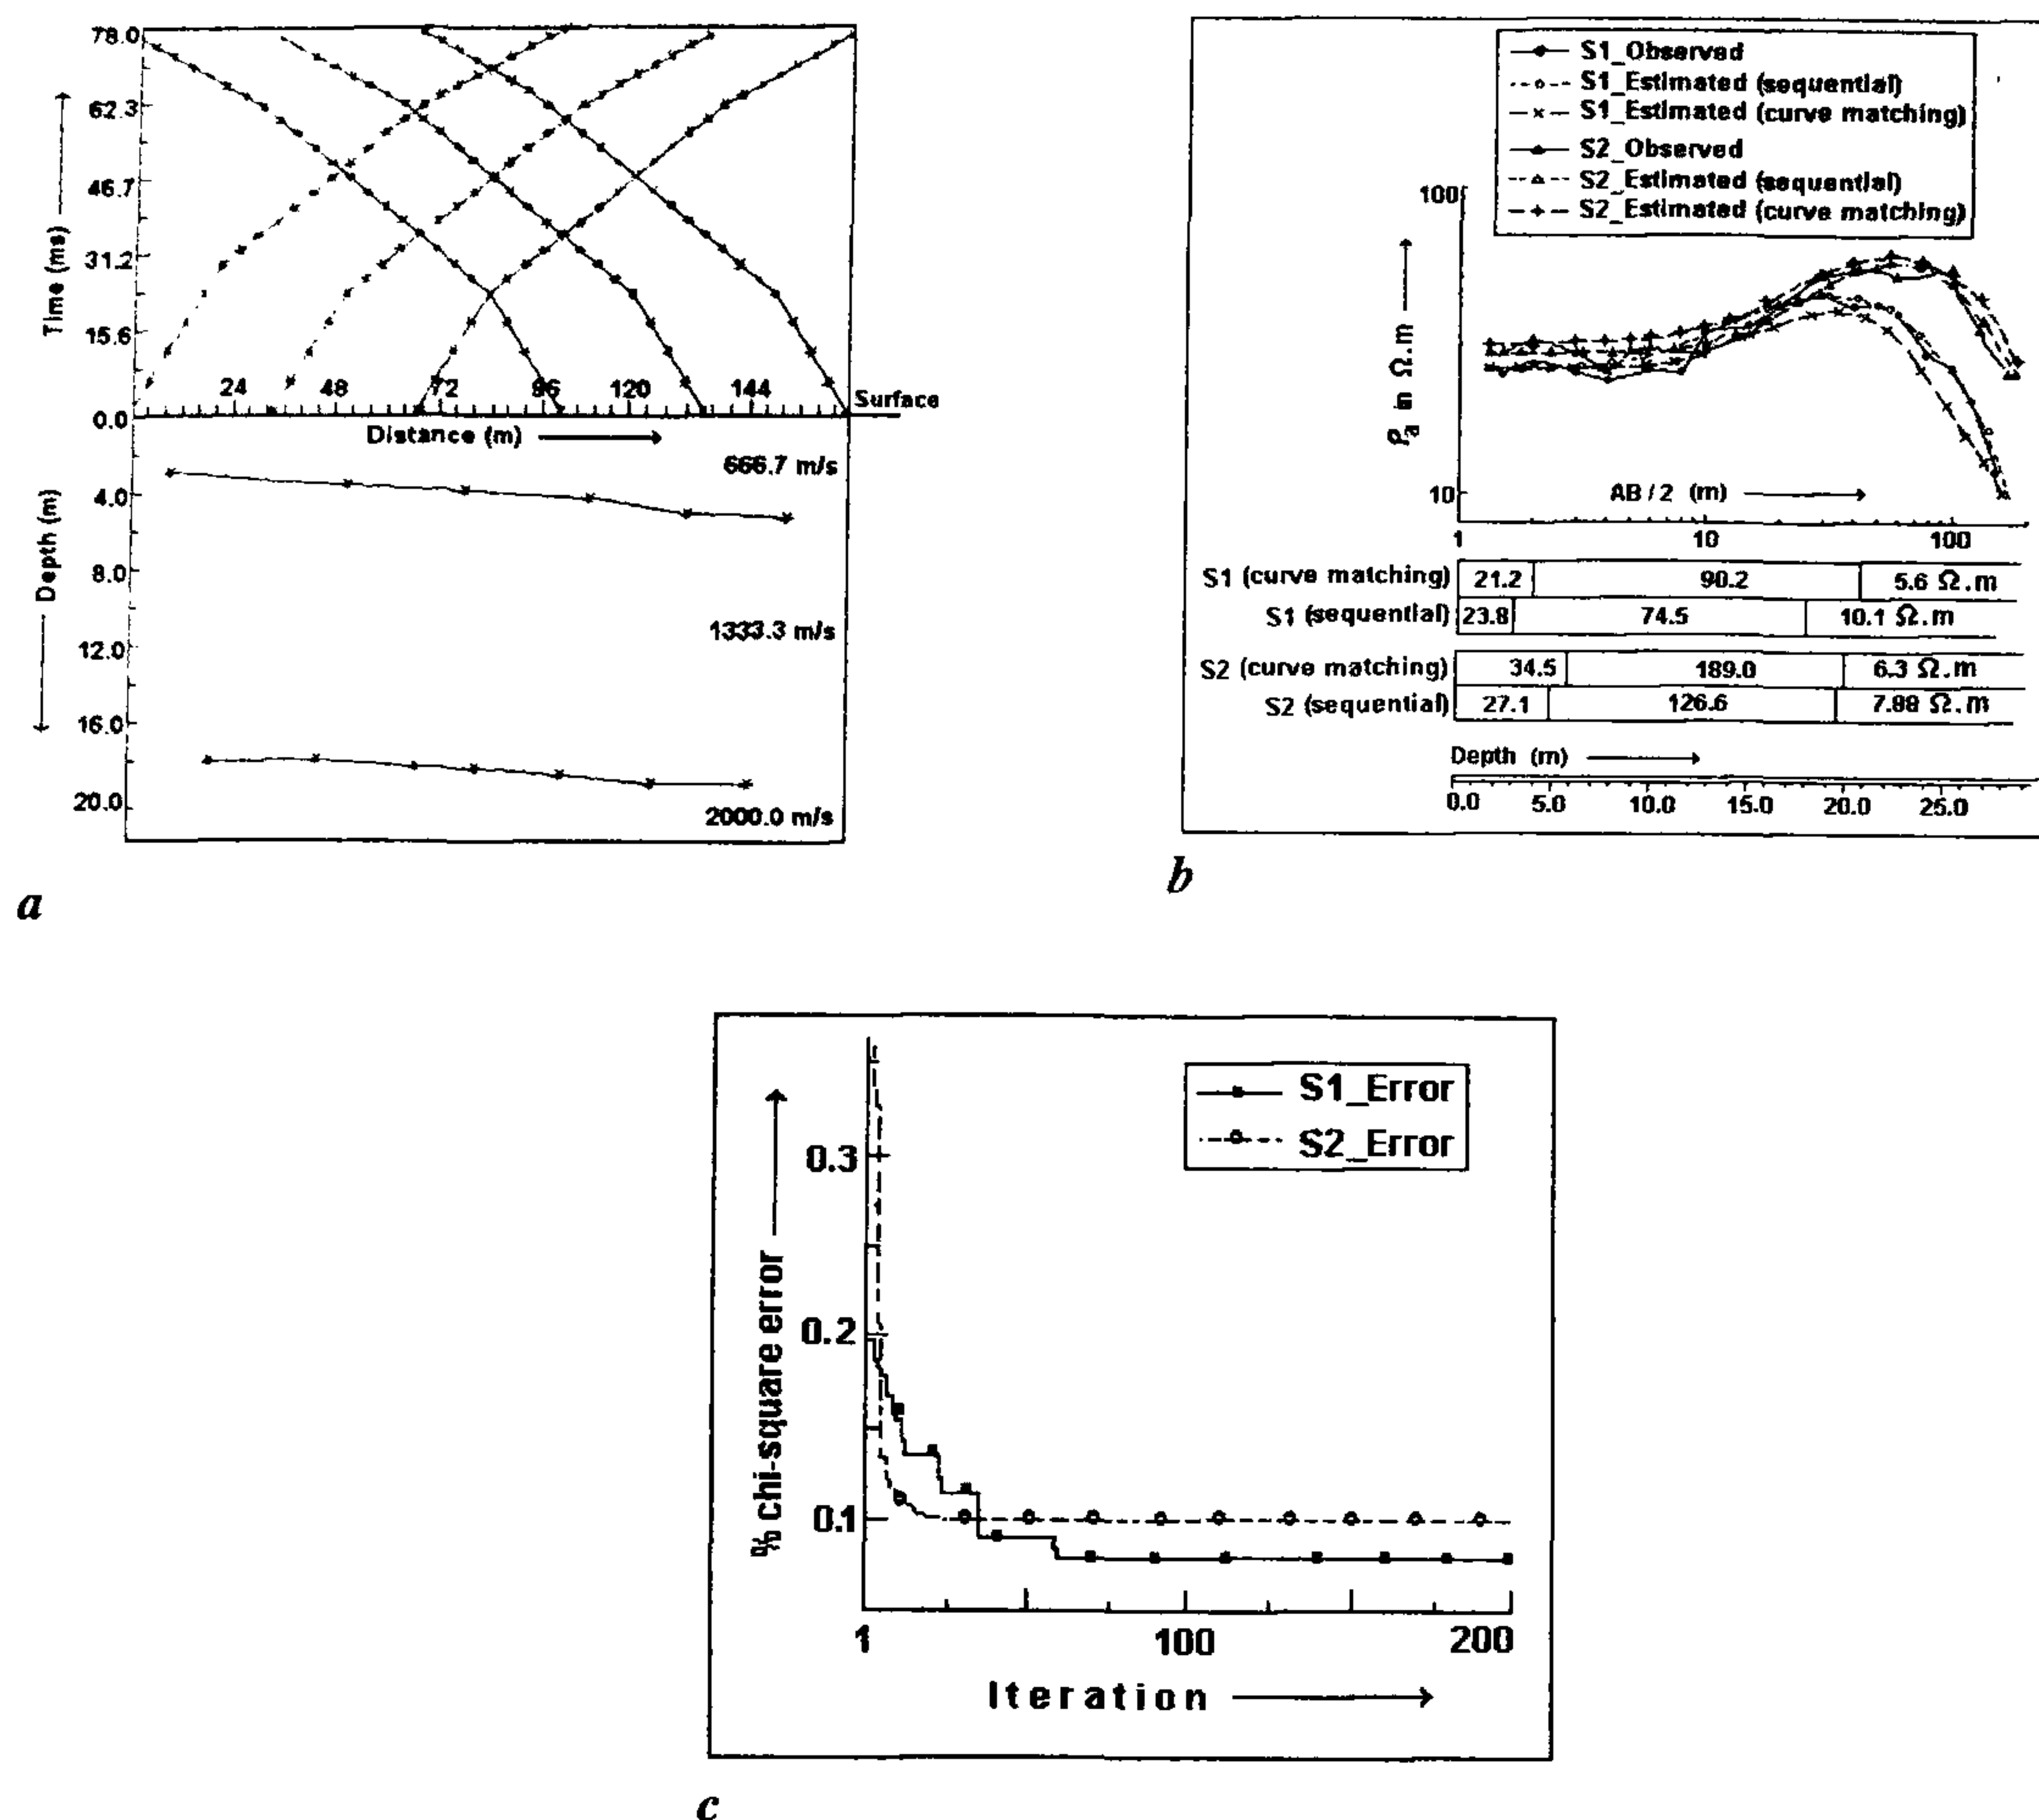 78.0
62.3
46.7
31.2
15.6
0.0
Time (ms)
24 48 72 96 120 144
Surface
Distance (m)
666.7 m/s
4.0
8.0
1333.3 m/s
12.0
16.0
20.0
2000.0 m/s
Depth (m)
a
S1_Observed
S1_Estimated (sequential)
S1_Estimated (curve matching)
S2_Observed
S2_Estimated (sequential)
S2_Estimated (curve matching)
100
ρa in Ω.m
10
AB / 2 (m)
1 10 100
S1 (curve matching) 21.2 90.2 5.6 Ω.m
S1 (sequential) 23.8 74.5 10.1 Ω.m
S2 (curve matching) 34.5 189.0 6.3 Ω.m
S2 (sequential) 27.1 126.6 7.88 Ω.m
Depth (m)
0.0 5.0 10.0 15.0 20.0 25.0
b
S1_Error
S2_Error
0.3
0.2
0.1
% chi-square error
1 100 200
Iteration
c